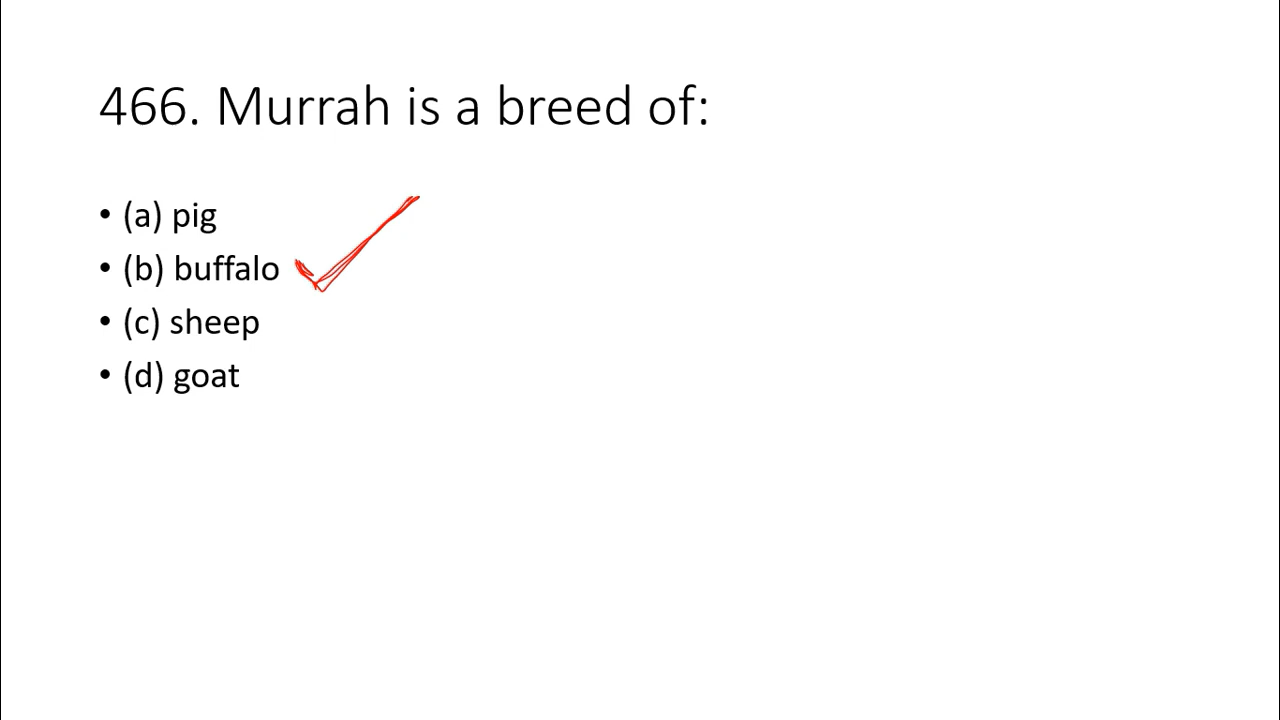 466. Murrah is a breed of:
• (a) pig
• (b) buffalo
• (c) sheep
• (d) goat